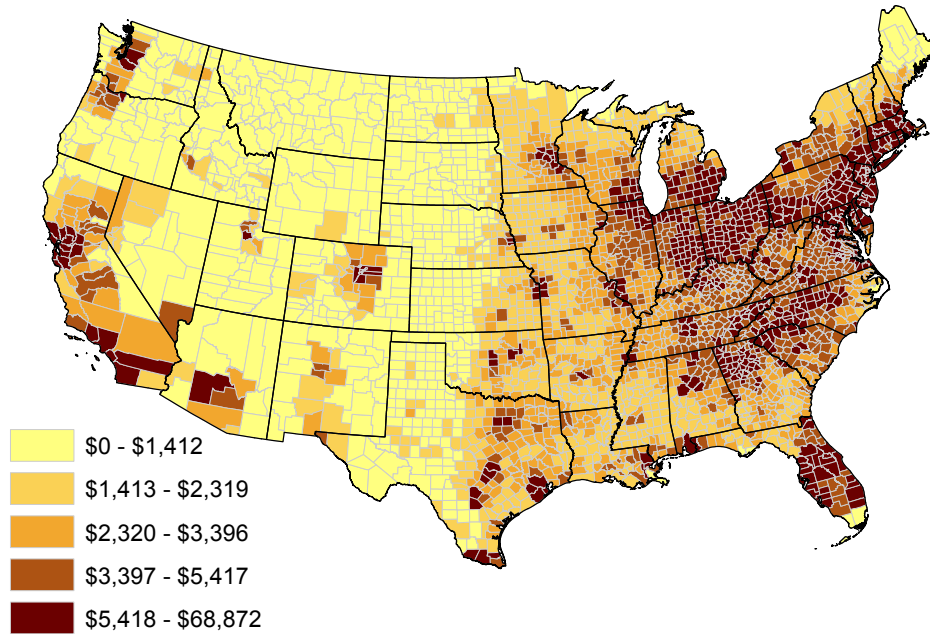 $0 - $1,412
$1,413 - $2,319
$2,320 - $3,396
$3,397 - $5,417
$5,418 - $68,872